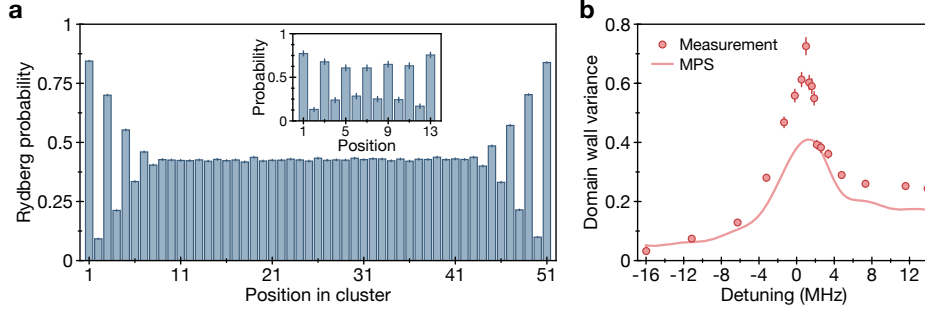 a
1
0.75
0.5
0.25
0
Rydberg probability
1 11 21 31 41 51
Position in cluster
1
0.5
0
Probability
1 5 9 13
Position
b
0.8
0.6
0.4
0.2
0
Domain wall variance
Measurement
MPS
-16 -12 -8 -4 0 4 8 12
Detuning (MHz)